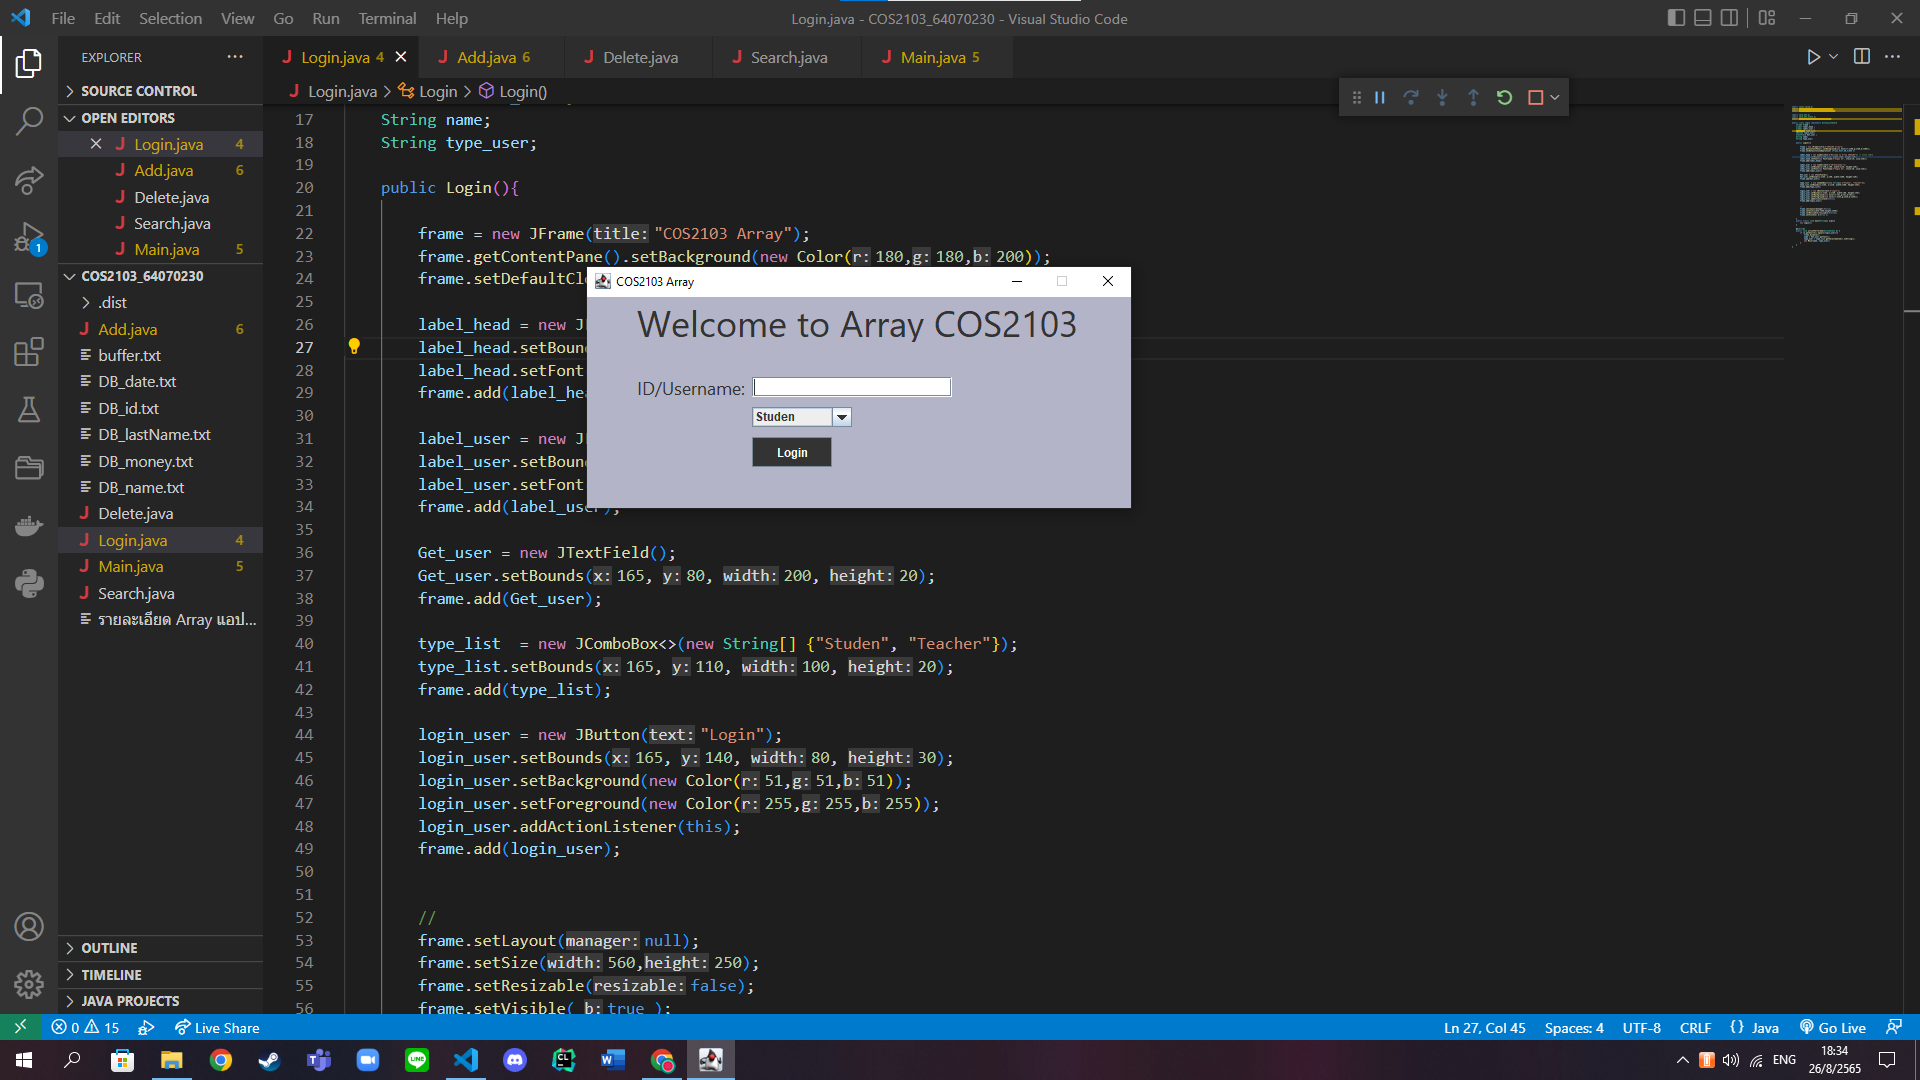 File Edit Selection View Go Run Terminal Help
Login.java - COS2103_64070230 - Visual Studio Code
EXPLORER
Login.java 4
Add.java 6
Delete.java
Search.java
Main.java 5
SOURCE CONTROL
Login.java > Login > Login()
OPEN EDITORS
Login.java 4
Add.java 6
Delete.java
Search.java
Main.java 5
COS2103_64070230
.dist
Add.java 6
buffer.txt
DB_date.txt
DB_id.txt
DB_lastName.txt
DB_money.txt
DB_name.txt
Delete.java
Login.java 4
Main.java 5
Search.java
รายละเอียด Array แอป...
OUTLINE
TIMELINE
JAVA PROJECTS
1
17 String name;
18 String type_user;
19
20 public Login(){
21
22 frame = new JFrame(title: "COS2103 Array");
23 frame.getContentPane().setBackground(new Color(r: 180,g: 180,b: 200));
24 frame.setDefaultClo
25
26 label_head = new J
27 label_head.setBoun
28 label_head.setFont
29 frame.add(label_he
30
31 label_user = new J
32 label_user.setBoun
33 label_user.setFont
34 frame.add(label_user);
35
36 Get_user = new JTextField();
37 Get_user.setBounds(x: 165, y: 80, width: 200, height: 20);
38 frame.add(Get_user);
39
40 type_list  = new JComboBox<>(new String[] {"Studen", "Teacher"});
41 type_list.setBounds(x: 165, y: 110, width: 100, height: 20);
42 frame.add(type_list);
43
44 login_user = new JButton(text: "Login");
45 login_user.setBounds(x: 165, y: 140, width: 80, height: 30);
46 login_user.setBackground(new Color(r: 51,g: 51,b: 51));
47 login_user.setForeground(new Color(r: 255,g: 255,b: 255));
48 login_user.addActionListener(this);
49 frame.add(login_user);
50
51
52 //
53 frame.setLayout(manager: null);
54 frame.setSize(width: 560,height: 250);
55 frame.setResizable(resizable: false);
56 frame.setVisible( b: true );
COS2103 Array
Welcome to Array COS2103
ID/Username:
Studen
Login
0 15 Live Share
Ln 27, Col 45 Spaces: 4 UTF-8 CRLF {} Java Go Live
ENG
18:34
26/8/2565